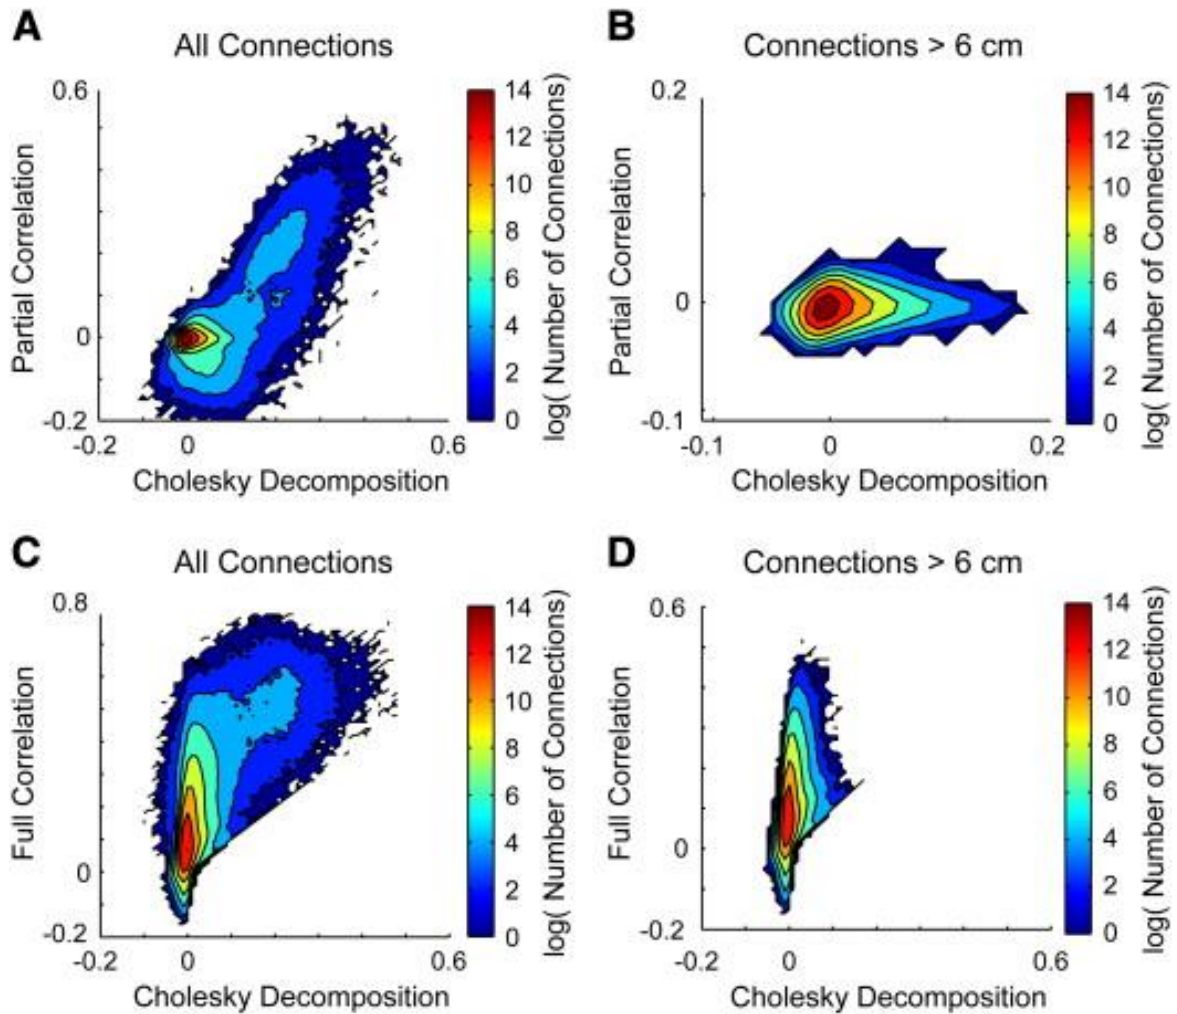 A
All Connections
0.6
0
-0.2
-0.2
0
0.6
Partial Correlation
Cholesky Decomposition
14
12
10
8
6
4
2
0
log( Number of Connections)
B
Connections > 6 cm
0.2
0
-0.1
-0.1
0
0.2
Partial Correlation
Cholesky Decomposition
14
12
10
8
6
4
2
0
log( Number of Connections)
C
All Connections
0.8
0
-0.2
-0.2
0
0.6
Full Correlation
Cholesky Decomposition
14
12
10
8
6
4
2
0
log( Number of Connections)
D
Connections > 6 cm
0.6
0
-0.2
-0.2
0
0.6
Full Correlation
Cholesky Decomposition
14
12
10
8
6
4
2
0
log( Number of Connections)